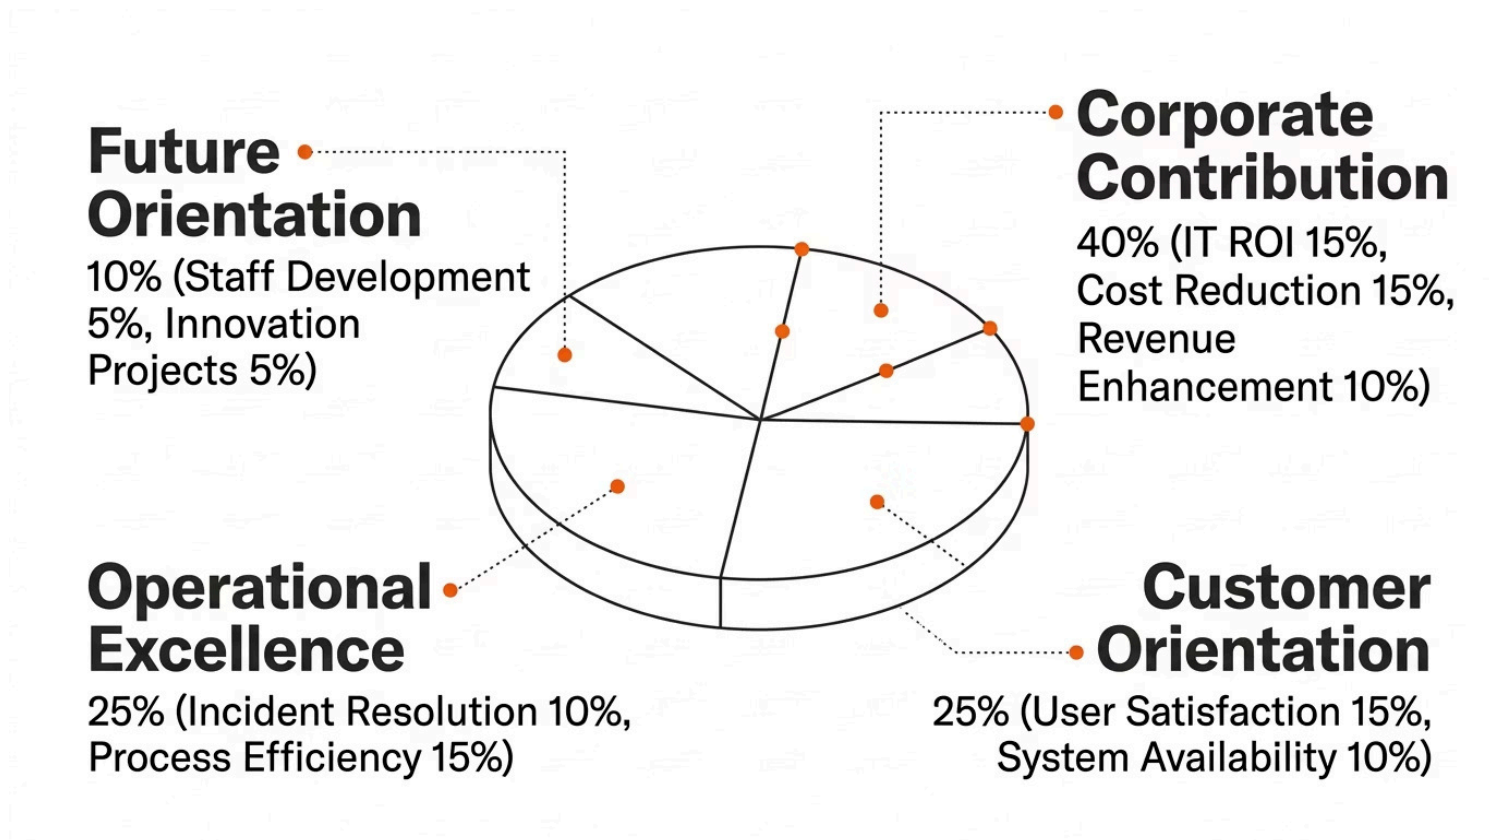 Future
Orientation
10% (Staff Development
5%, Innovation
Projects 5%)
Corporate
Contribution
40% (IT ROI 15%,
Cost Reduction 15%,
Revenue
Enhancement 10%)
Operational
Excellence
25% (Incident Resolution 10%,
Process Efficiency 15%)
Customer
Orientation
25% (User Satisfaction 15%,
System Availability 10%)